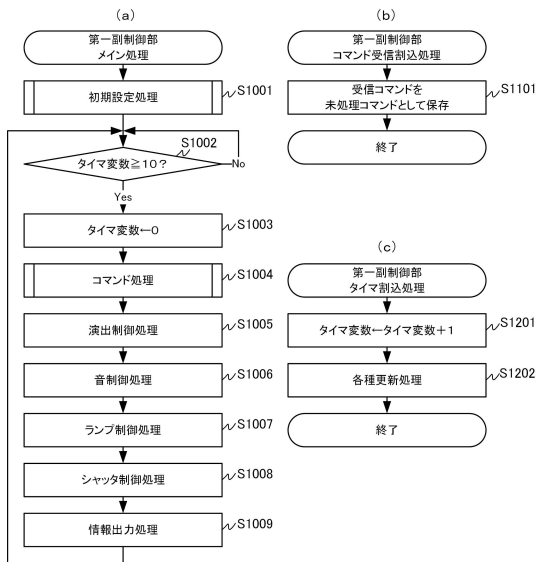 (a)
第一副制御部
メイン処理
初期設定処理
S1001
S1002
タイマ変数≧10?
No
Yes
タイマ変数←0
S1003
コマンド処理
S1004
演出制御処理
S1005
音制御処理
S1006
ランプ制御処理
S1007
シャッタ制御処理
S1008
情報出力処理
S1009
(b)
第一副制御部
コマンド受信割込処理
受信コマンドを
未処理コマンドとして保存
S1101
終了
(c)
第一副制御部
タイマ割込処理
タイマ変数←タイマ変数+1
S1201
各種更新処理
S1202
終了